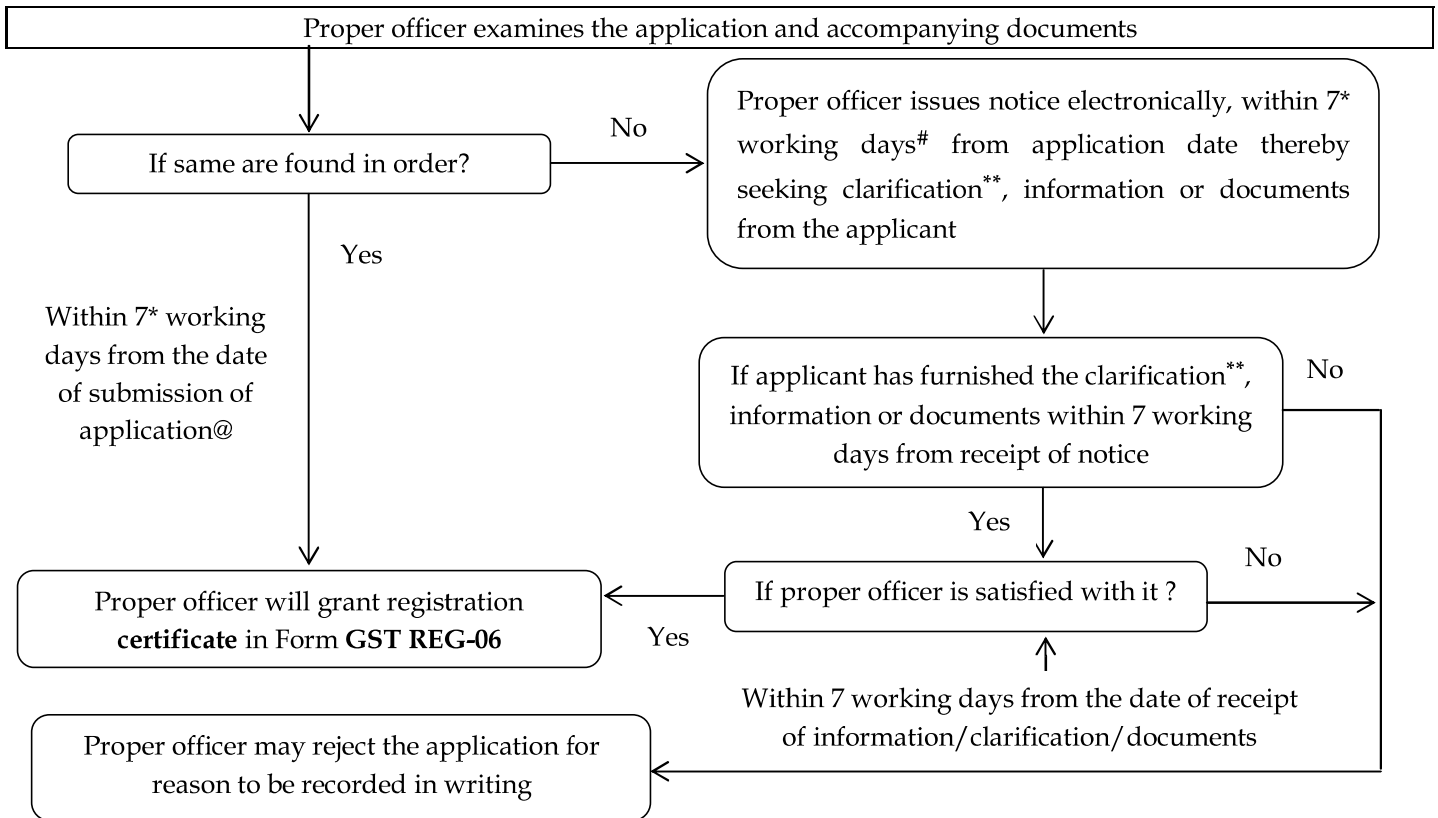 Proper officer examines the application and accompanying documents
No
Proper officer issues notice electronically, within 7*
working days# from application date thereby
seeking clarification**, information or documents
from the applicant
If same are found in order?
Yes
Within 7* working
days from the date
of submission of
application@
If applicant has furnished the clarification**,
information or documents within 7 working
days from receipt of notice
No
Yes
No
If proper officer is satisfied with it ?
Proper officer will grant registration
certificate in Form GST REG-06
Yes
Within 7 working days from the date of receipt
of information/clarification/documents
Proper officer may reject the application for
reason to be recorded in writing